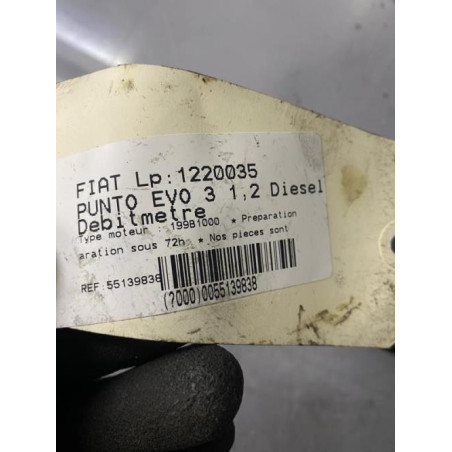 FIAT Lp:1220035
PUNTO EVO 3 1,2 Diesel
Debitmetre
Type moteur : 199B1000 * Preparation
aration sous 72h * Nos pieces sont
REF:55139838
(?000)0055139838